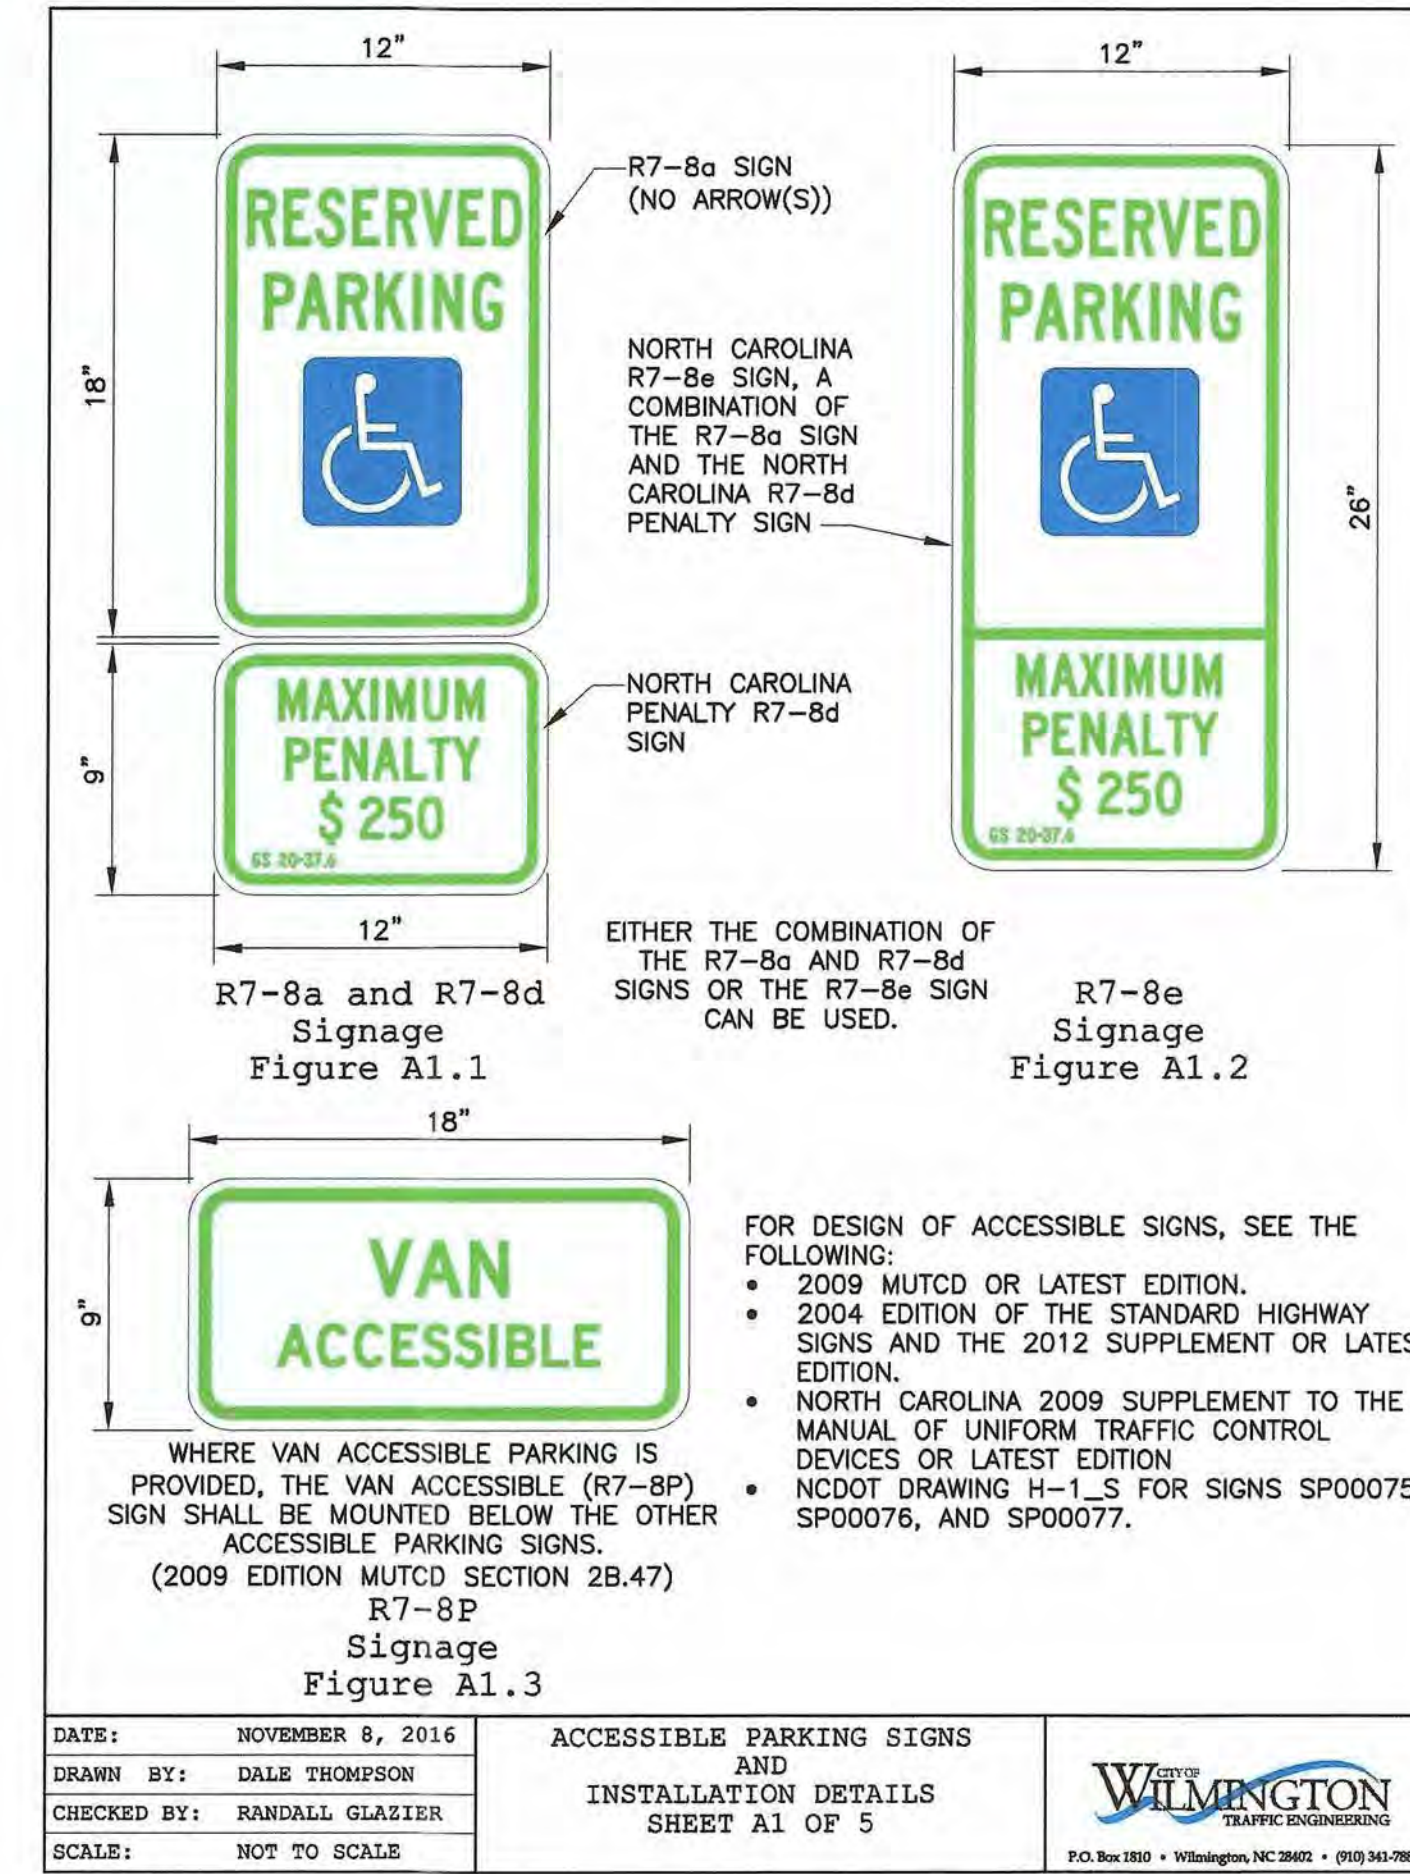 12"
RESERVED
PARKING
18"
MAXIMUM
PENALTY
$ 250
GS 20-37.6
9"
12"
R7-8a and R7-8d
Signage
Figure A1.1
R7-8a SIGN
(NO ARROW(S))
NORTH CAROLINA
R7-8e SIGN, A
COMBINATION OF
THE R7-8a SIGN
AND THE NORTH
CAROLINA R7-8d
PENALTY SIGN
NORTH CAROLINA
PENALTY R7-8d
SIGN
EITHER THE COMBINATION OF
THE R7-8a AND R7-8d
SIGNS OR THE R7-8e SIGN
CAN BE USED.
12"
RESERVED
PARKING
26"
MAXIMUM
PENALTY
$ 250
GS 20-37.6
R7-8e
Signage
Figure A1.2
18"
9"
VAN
ACCESSIBLE
WHERE VAN ACCESSIBLE PARKING IS
PROVIDED, THE VAN ACCESSIBLE (R7-8P)
SIGN SHALL BE MOUNTED BELOW THE OTHER
ACCESSIBLE PARKING SIGNS.
(2009 EDITION MUTCD SECTION 2B.47)
R7-8P
Signage
Figure A1.3
FOR DESIGN OF ACCESSIBLE SIGNS, SEE THE
FOLLOWING:
• 2009 MUTCD OR LATEST EDITION.
• 2004 EDITION OF THE STANDARD HIGHWAY
SIGNS AND THE 2012 SUPPLEMENT OR
EDITION.
• NORTH CAROLINA 2009 SUPPLEMENT TO THE
MANUAL OF UNIFORM TRAFFIC CONTROL
DEVICES OR LATEST EDITION
• NCDOT DRAWING H-1_S FOR SIGNS SP00075
SP00076, AND SP00077.
DATE: NOVEMBER 8, 2016
DRAWN BY: DALE THOMPSON
CHECKED BY: RANDALL GLAZIER
SCALE: NOT TO SCALE
ACCESSIBLE PARKING SIGNS
AND
INSTALLATION DETAILS
SHEET A1 OF 5
CITY OF
WILMINGTON
TRAFFIC ENGINEERING
P.O. Box 1810 • Wilmington, NC 28402 • (910)